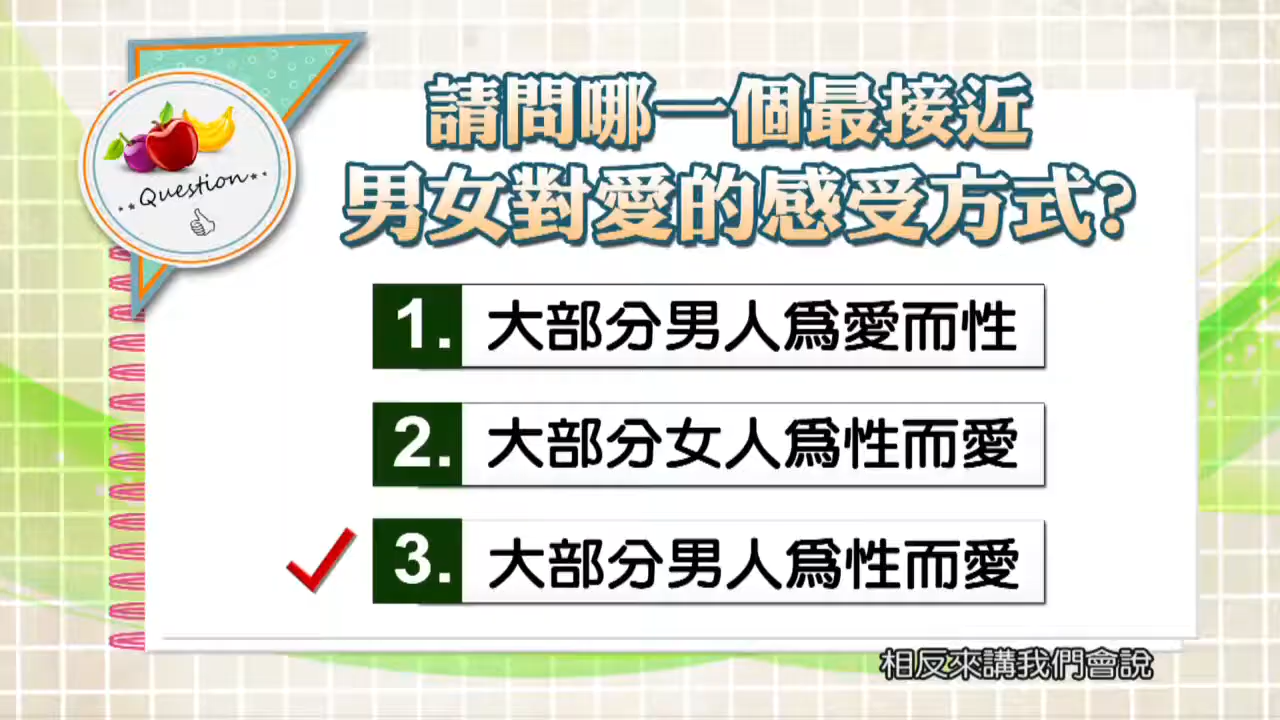 請問哪一個最接近
男女對愛的感受方式?
Question
1. 大部分男人爲愛而性
2. 大部分女人爲性而愛
3. 大部分男人爲性而愛
相反來講我們會說